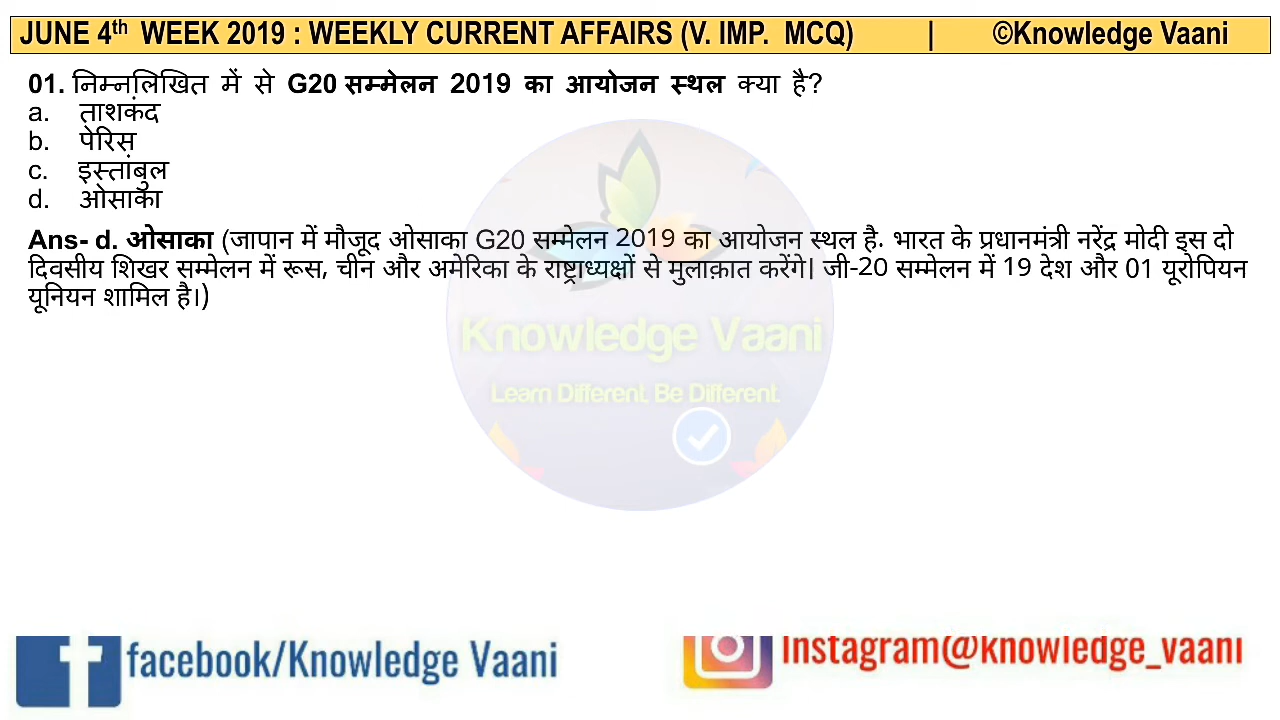 JUNE 4th WEEK 2019 : WEEKLY CURRENT AFFAIRS (V. IMP. MCQ) | ©Knowledge Vaani
01. निम्नलिखित में से G20 सम्मेलन 2019 का आयोजन स्थल क्या है?
a. ताशकंद
b. पेरिस
c. इस्तांबुल
d. ओसाका
Ans- d. ओसाका (जापान में मौजूद ओसाका G20 सम्मेलन 2019 का आयोजन स्थल है. भारत के प्रधानमंत्री नरेंद्र मोदी इस दो
दिवसीय शिखर सम्मेलन में रूस, चीन और अमेरिका के राष्ट्राध्यक्षों से मुलाक़ात करेंगे। जी-20 सम्मेलन में 19 देश और 01 यूरोपियन
यूनियन शामिल है।)
Knowledge Vaani
Learn Different. Be Different.
facebook/Knowledge Vaani
Instagram@knowledge_vaani